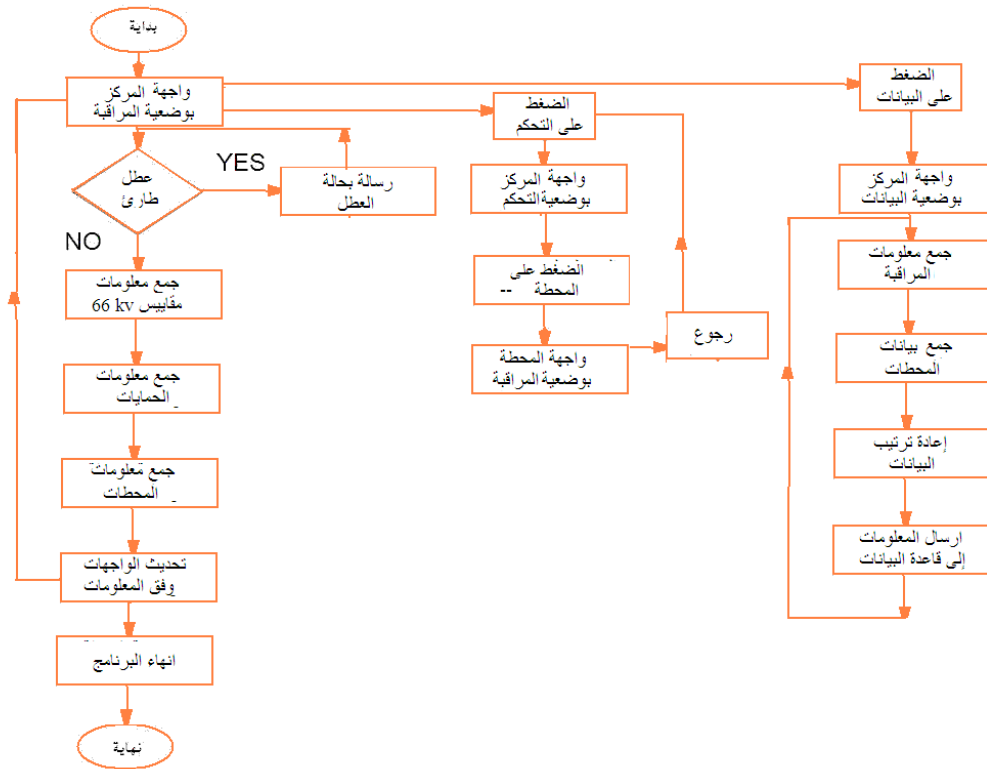 بداية
واجهة المركز
بوضعية المراقبة
عطل
طارئ
YES
رسالة بحالة
العطل
NO
جمع معلومات
مقاييس 66 kv
جمع معلومات
الحمايات
جمع معلومات
المحطات
تحديث الواجهات
وفق المعلومات
انهاء البرنامج
نهاية
الضغط
على التحكم
واجهة المركز
بوضعية التحكم
الضغط على
المحطة --
واجهة المحطة
بوضعية المراقبة
رجوع
الضغط
على البيانات
واجهة المركز
بوضعية البيانات
جمع معلومات
المراقبة
جمع بيانات
المحطات
إعادة ترتيب
البيانات
ارسال المعلومات
إلى قاعدة البيانات